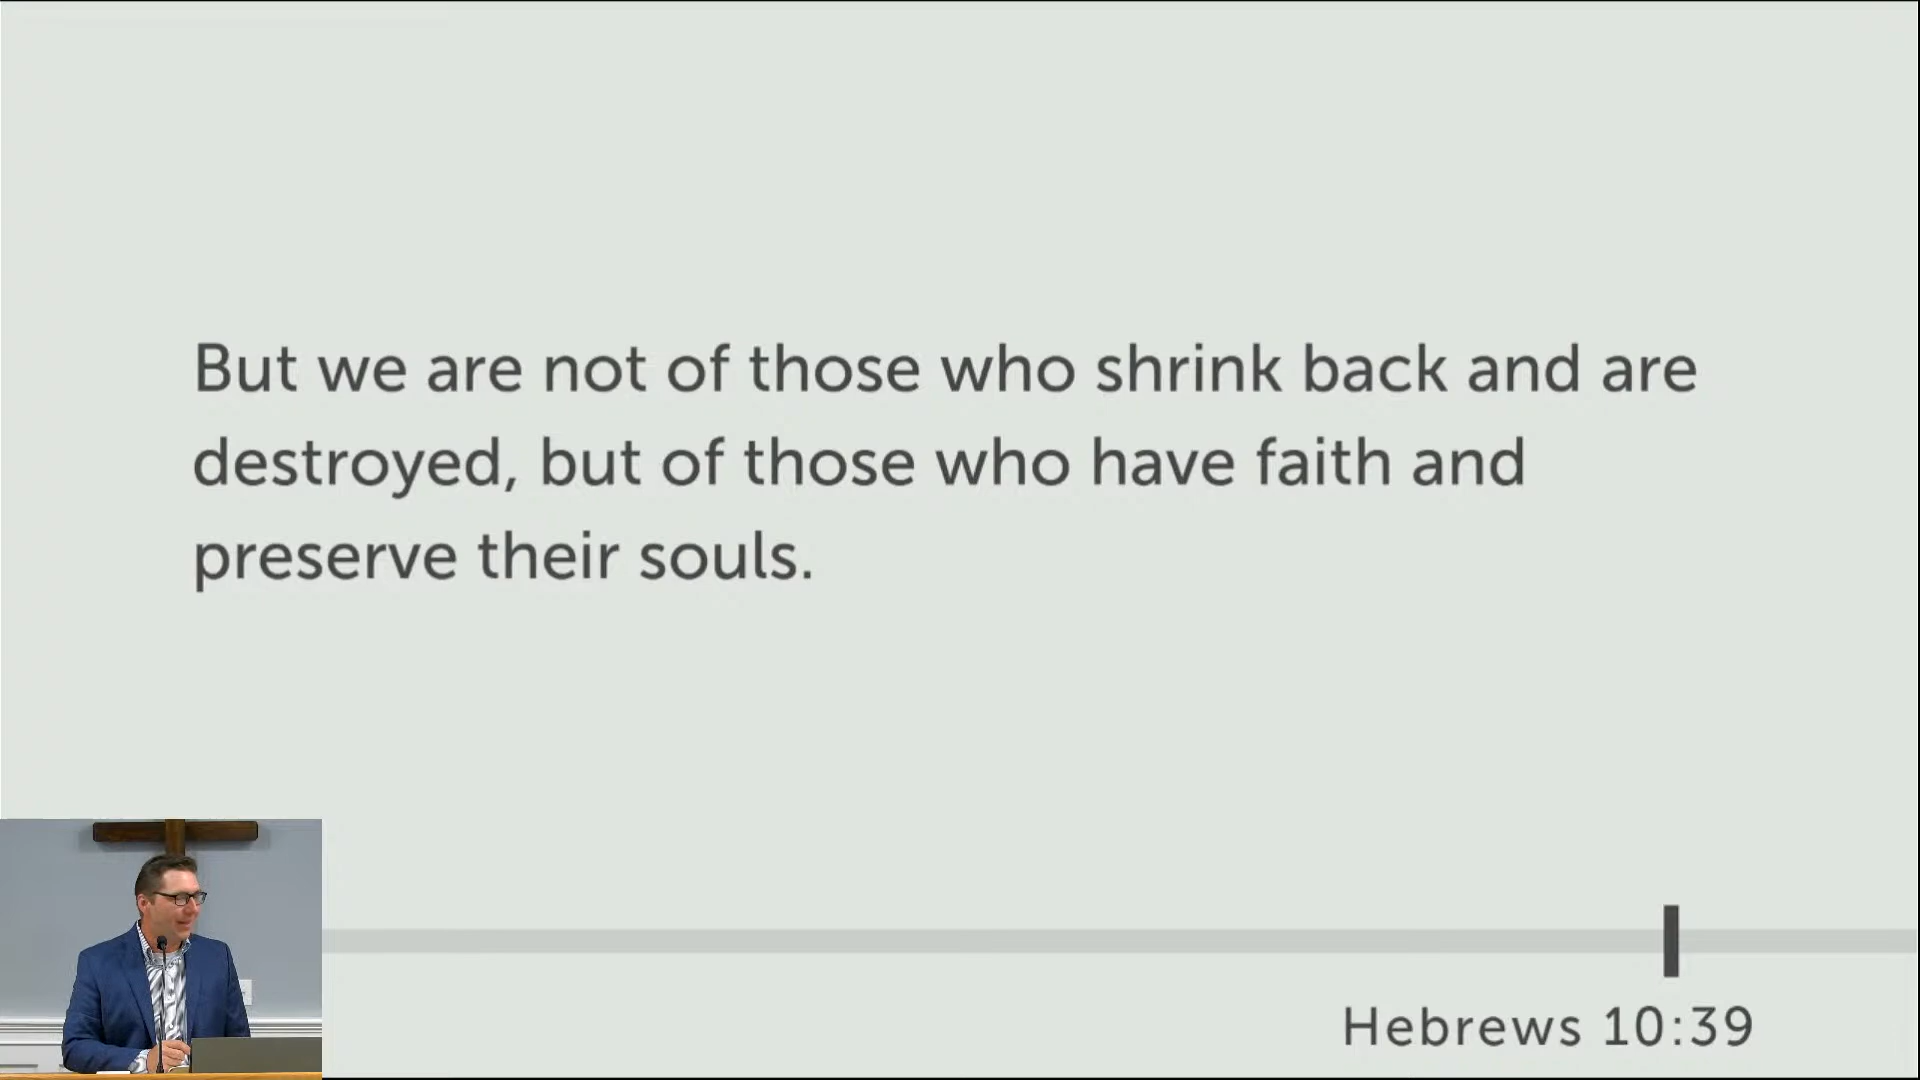 But we are not of those who shrink back and are
destroyed, but of those who have faith and
preserve their souls.
Hebrews 10:39